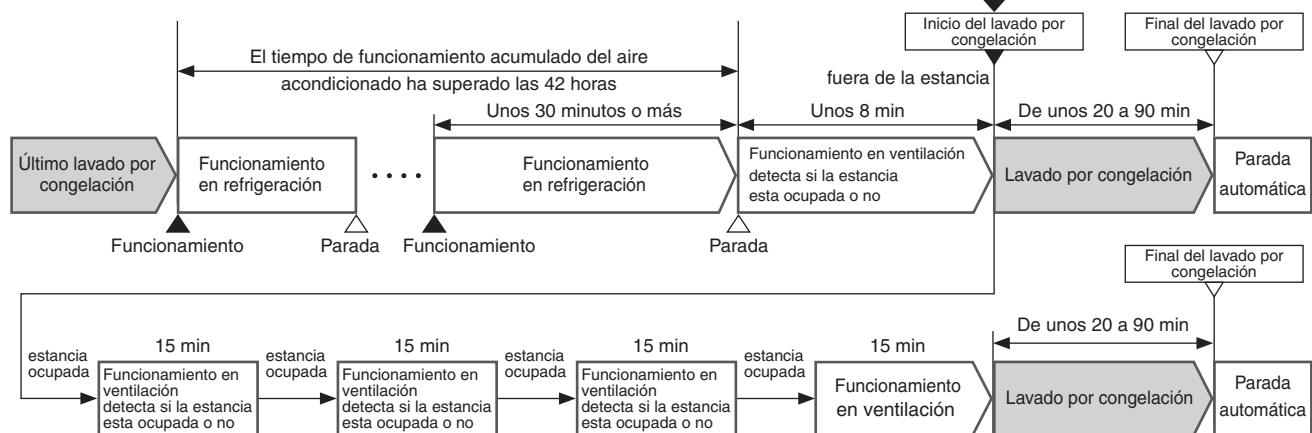 Inicio del lavado por
congelación
Final del lavado por
congelación
El tiempo de funcionamiento acumulado del aire
acondicionado ha superado las 42 horas
fuera de la estancia
Unos 30 minutos o más
Unos 8 min
De unos 20 a 90 min
Último lavado por
congelación
Funcionamiento
en refrigeración
Funcionamiento
en refrigeración
Funcionamiento en ventilación
detecta si la estancia
esta ocupada o no
Lavado por congelación
Parada
automática
Funcionamiento
Parada
Funcionamiento
Parada
Final del lavado por
congelación
De unos 20 a 90 min
estancia
ocupada
15 min
Funcionamiento en
ventilación
detecta si la estancia
esta ocupada o no
estancia
ocupada
15 min
Funcionamiento en
ventilación
detecta si la estancia
esta ocupada o no
estancia
ocupada
15 min
Funcionamiento en
ventilación
detecta si la estancia
esta ocupada o no
estancia
ocupada
15 min
Funcionamiento
en ventilación
Lavado por congelación
Parada
automática